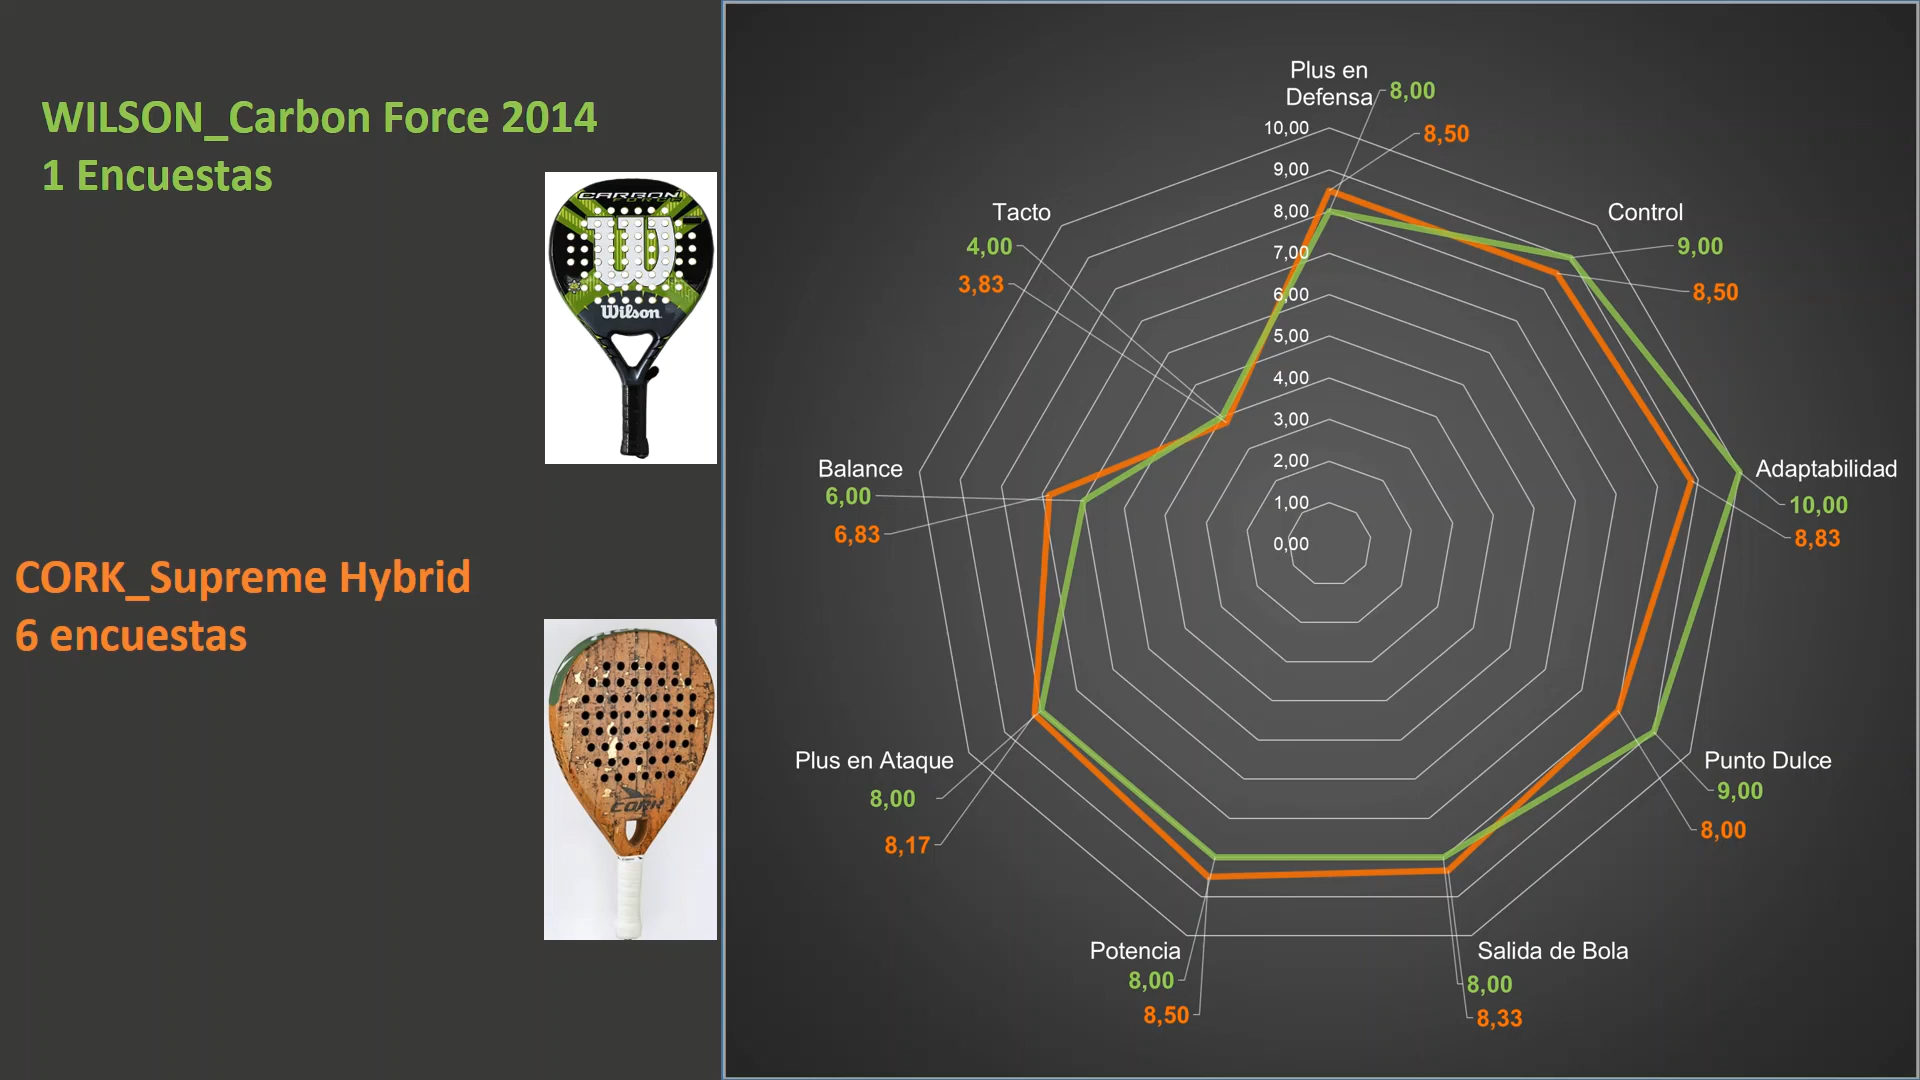 WILSON_Carbon Force 2014
1 Encuestas
CARBON
FORCE
W
Wilson
CORK_Supreme Hybrid
6 encuestas
CORK
Plus en
Defensa
8,00
8,50
Control
9,00
8,50
Adaptabilidad
10,00
8,83
Punto Dulce
9,00
8,00
Salida de Bola
8,00
8,33
Potencia
8,00
8,50
Plus en Ataque
8,00
8,17
Balance
6,00
6,83
Tacto
4,00
3,83
10,00
9,00
8,00
7,00
6,00
5,00
4,00
3,00
2,00
1,00
0,00